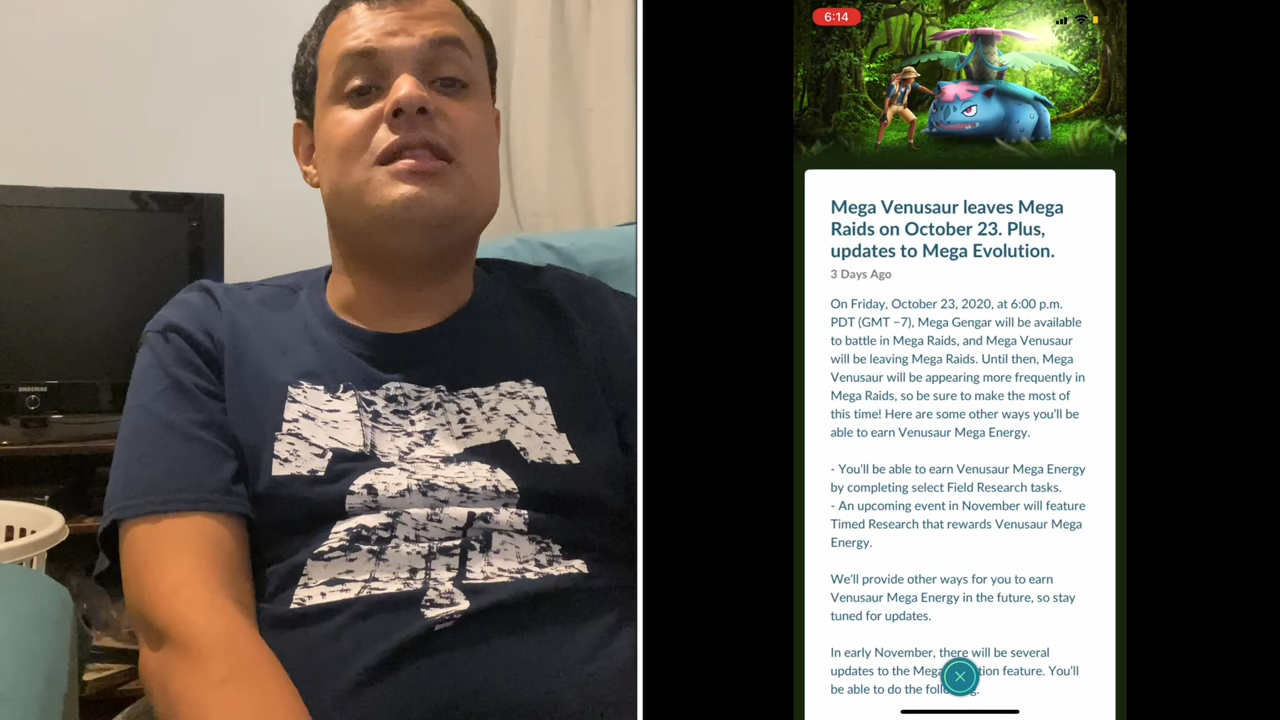 6:14
Mega Venusaur leaves Mega
Raids on October 23. Plus,
updates to Mega Evolution.
3 Days Ago
On Friday, October 23, 2020, at 6:00 p.m.
PDT (GMT −7), Mega Gengar will be available
to battle in Mega Raids, and Mega Venusaur
will be leaving Mega Raids. Until then, Mega
Venusaur will be appearing more frequently in
Mega Raids, so be sure to make the most of
this time! Here are some other ways you'll be
able to earn Venusaur Mega Energy.
- You'll be able to earn Venusaur Mega Energy
by completing select Field Research tasks.
- An upcoming event in November will feature
Timed Research that rewards Venusaur Mega
Energy.
We'll provide other ways for you to earn
Venusaur Mega Energy in the future, so stay
tuned for updates.
In early November, there will be several
updates to the Mega feature. You'll
be able to do the